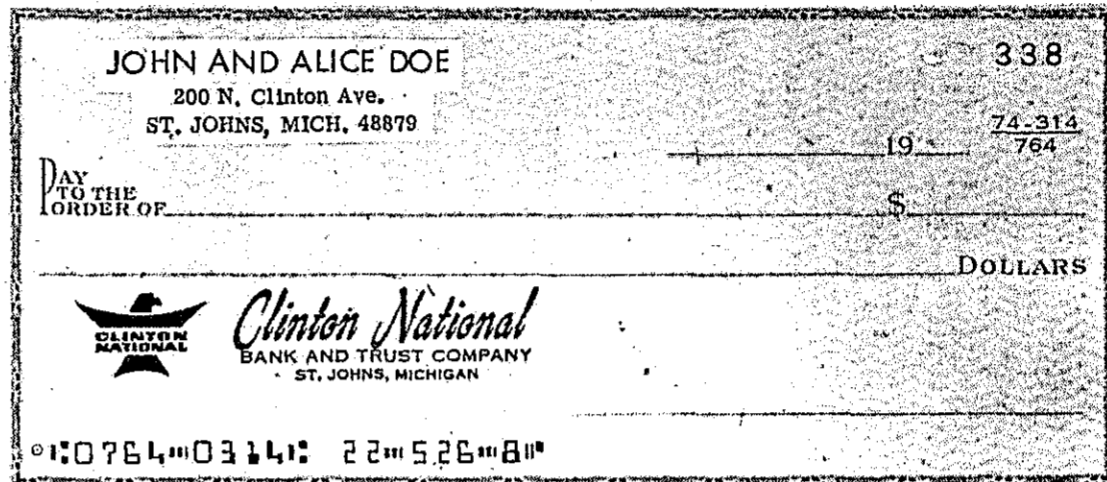 JOHN AND ALICE DOE
200 N. Clinton Ave.
ST. JOHNS, MICH. 48879
338
74-314
764
19
PAY
TO THE
ORDER OF
$
DOLLARS
CLINTON
NATIONAL
Clinton National
BANK AND TRUST COMPANY
ST. JOHNS, MICHIGAN
⑆0764⑉0314⑆ 22⑉526⑉8⑈